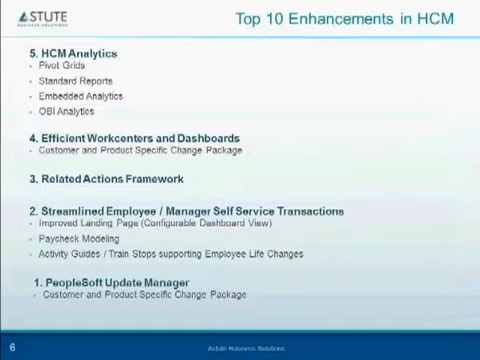 ASTUTE
BUSINESS SOLUTIONS
Top 10 Enhancements in HCM
5. HCM Analytics
• Pivot Grids
• Standard Reports
• Embedded Analytics
• OBI Analytics
4. Efficient Workcenters and Dashboards
• Customer and Product Specific Change Package
3. Related Actions Framework
2. Streamlined Employee / Manager Self Service Transactions
• Improved Landing Page (Configurable Dashboard View)
• Paycheck Modeling
• Activity Guides / Train Stops supporting Employee Life Changes
1. PeopleSoft Update Manager
• Customer and Product Specific Change Package
6
Astute Business Solutions